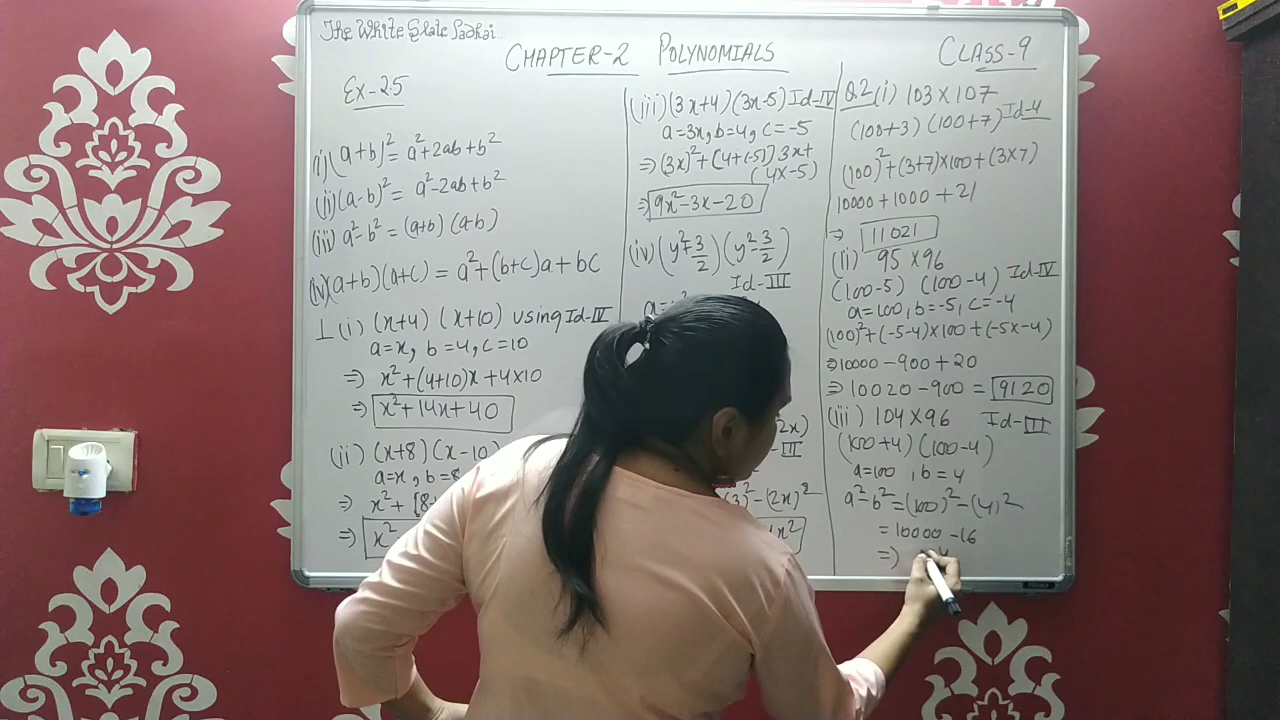 The White Slate Padhai...
CHAPTER-2 POLYNOMIALS CLASS-9
Ex-2.5
(i) (a+b)² = a²+2ab+b²
(ii) (a-b)² = a²-2ab+b²
(iii) a²-b² = (a+b) (a-b)
(iv) (a+b)(a+c) = a²+(b+c)a+bc
1 (i) (x+4) (x+10) using Id-IV
a=x, b=4, c=10
⇒ x²+(4+10)x+4×10
⇒ x²+14x+40
(ii) (x+8)(x-10)
a=x, b=8
⇒ x²+ [8
⇒ x²
(iii) (3x+4)(3x-5) Id-IV
a=3x, b=4, c=-5
⇒ (3x)²+[4+(-5)]3x+
(4x-5)
⇒ 9x²-3x-20
(iv) (y²+3/2)(y²-3/2)
Id-III
2x)
(3)²-(2x)²
x²
Q.2 (i) 103×107
(100+3) (100+7) Id-4
(100)²+(3+7)×100+(3×7)
10000+1000+21
⇒ 11021
(ii) 95×96
(100-5) (100-4) Id-IV
a=100, b=-5, c=-4
(100)²+(-5-4)×100+(-5x-4)
⇒ 10000-900+20
⇒ 10020-900 = 9120
(iii) 104×96 Id-III
(100+4) (100-4)
a=100, b=4
a²-b² = (100)²-(4)²
= 10000-16
⇒